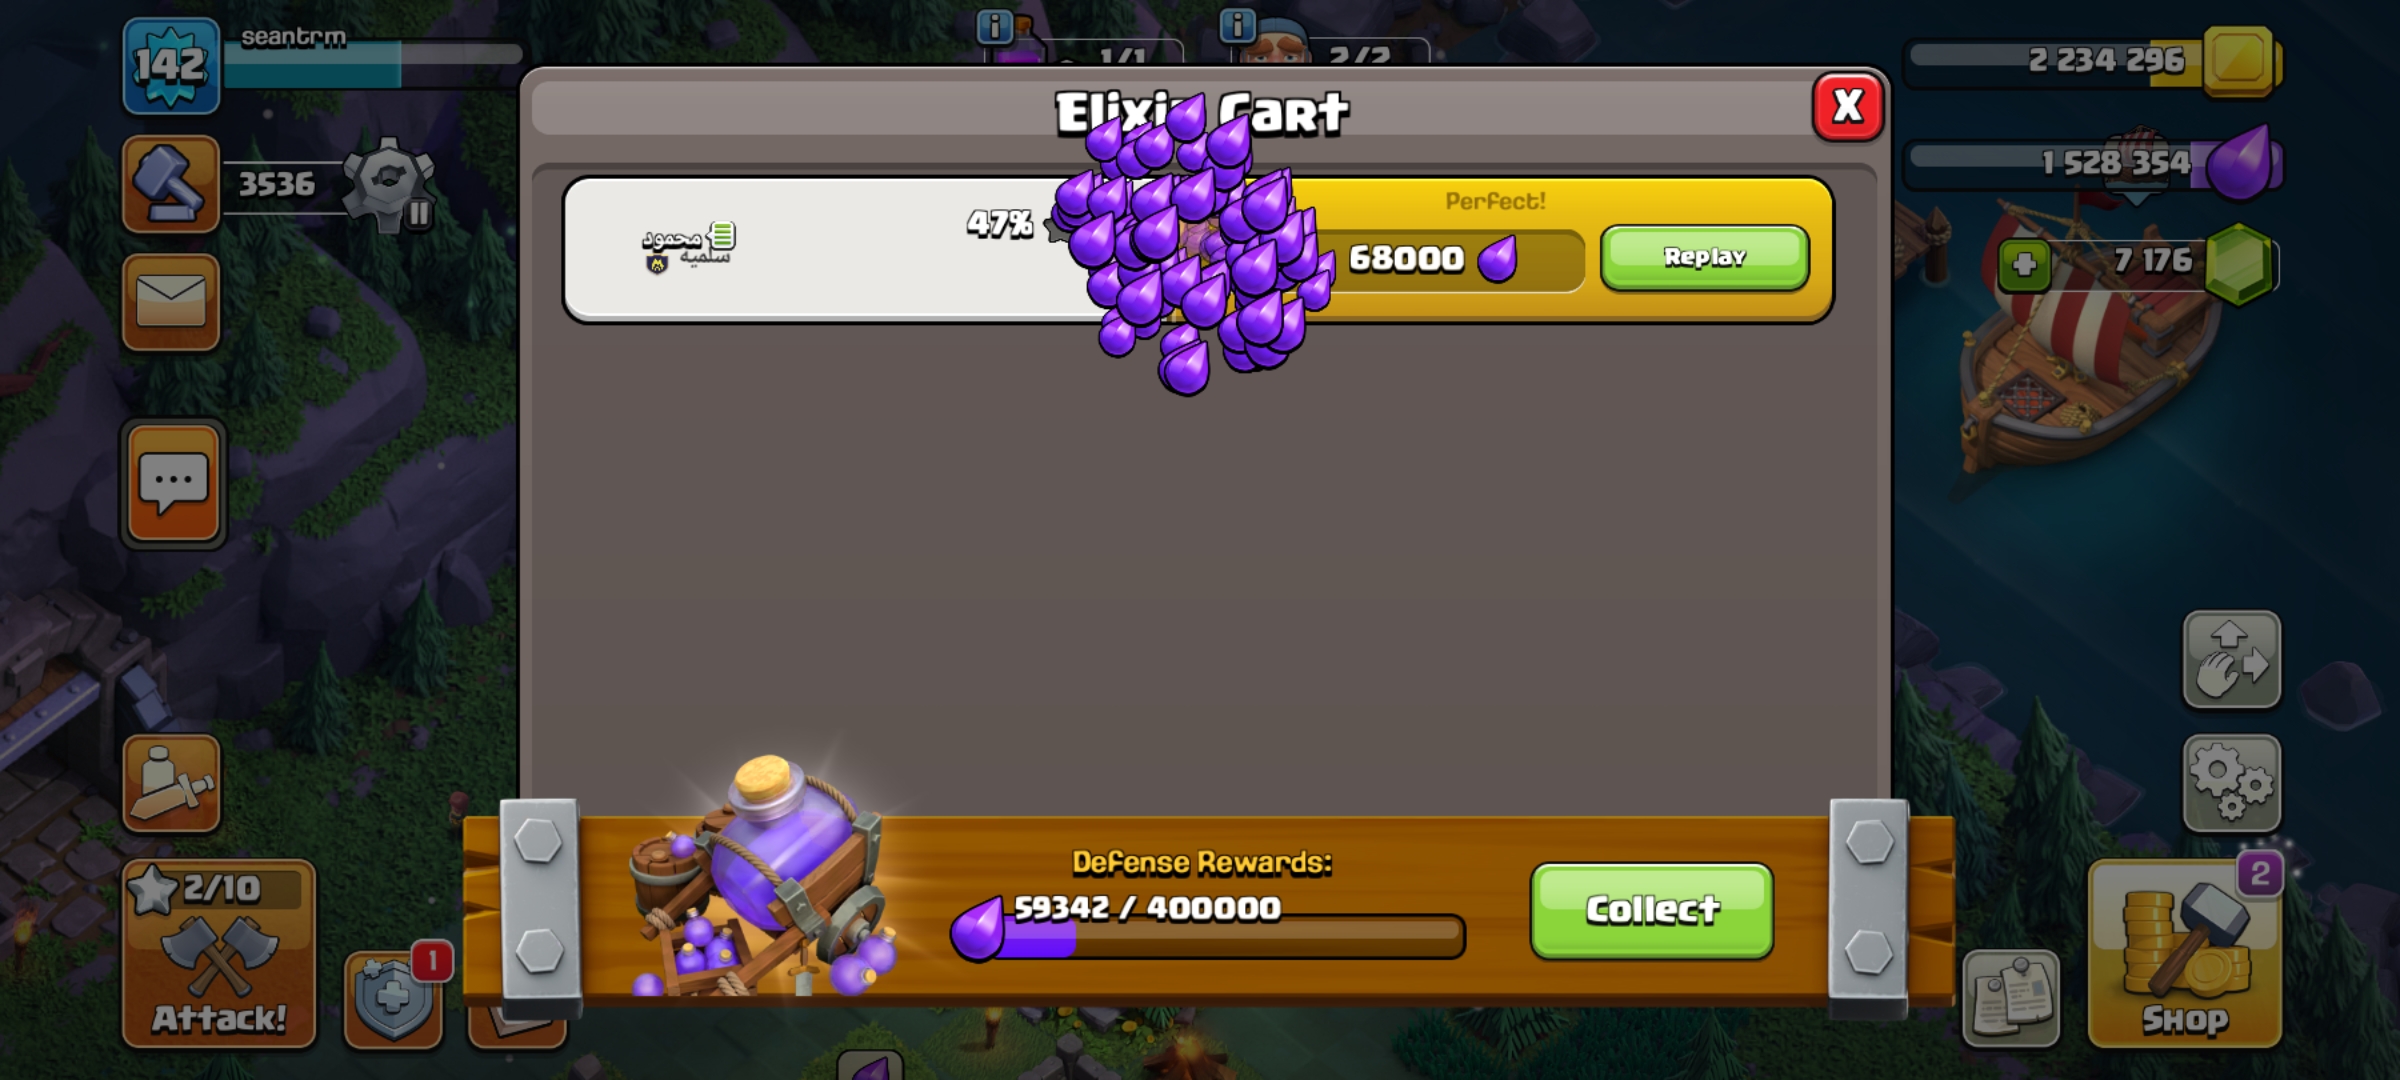 142
seantrm
1/1
2/2
2 234 296
Elixir Cart
X
3536
1 528 354
47%
Perfect!
محمود
سلمية
68000
Replay
7 176
2/10
Attack!
1
Defense Rewards:
59342 / 400000
Collect
2
Shop